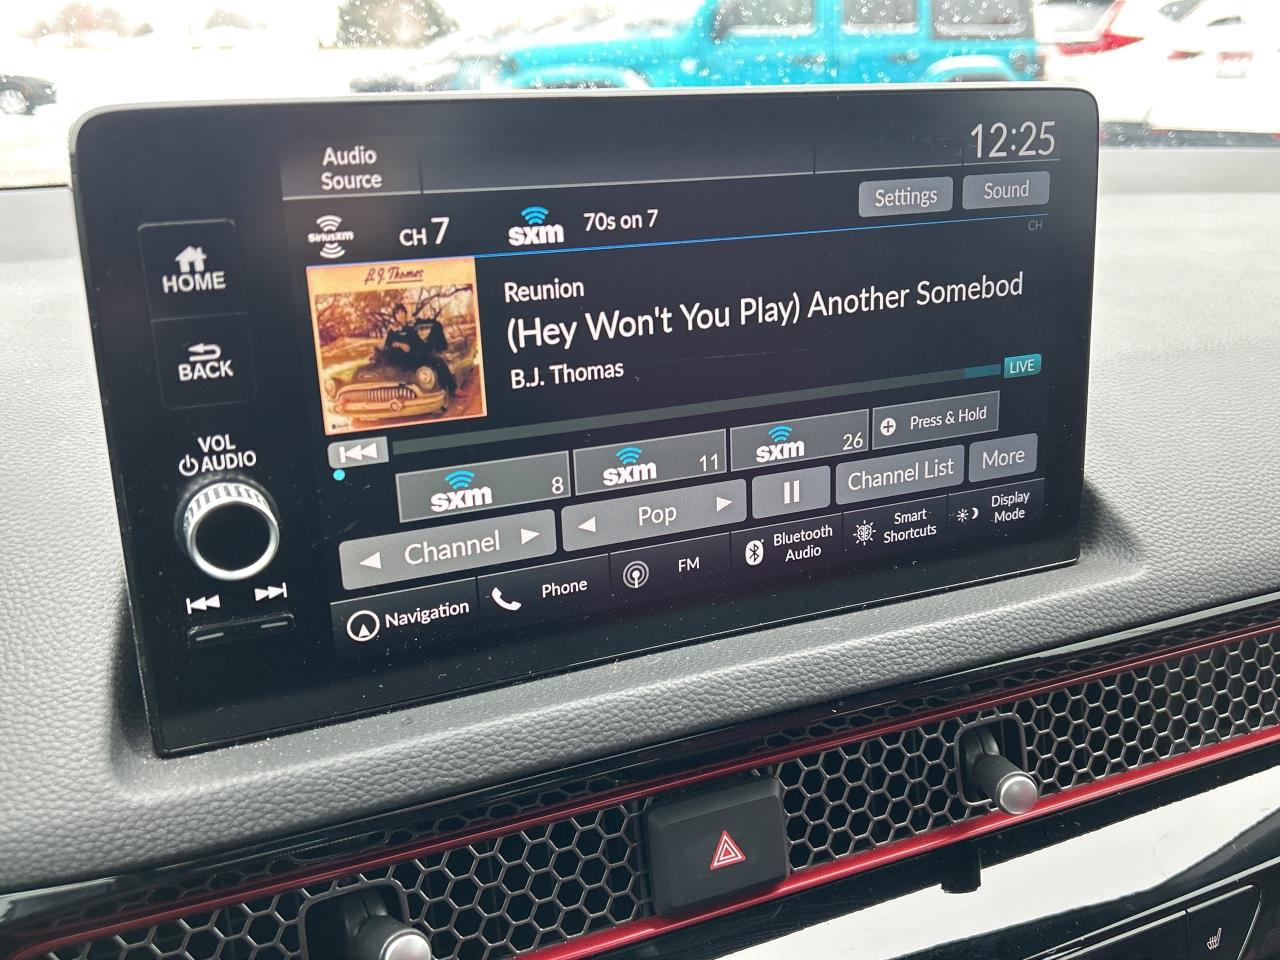 Audio
Source
12:25
Settings
Sound
SiriusXM
CH 7
sxm
70s on 7
CH
HOME
BACK
VOL
AUDIO
B.J. Thomas
Reunion
(Hey Won't You Play) Another Somebod
B.J. Thomas
LIVE
sxm 8
sxm 11
sxm 26
Press & Hold
Channel
Pop
Channel List
More
Navigation
Phone
FM
Bluetooth
Audio
Smart
Shortcuts
Display
Mode